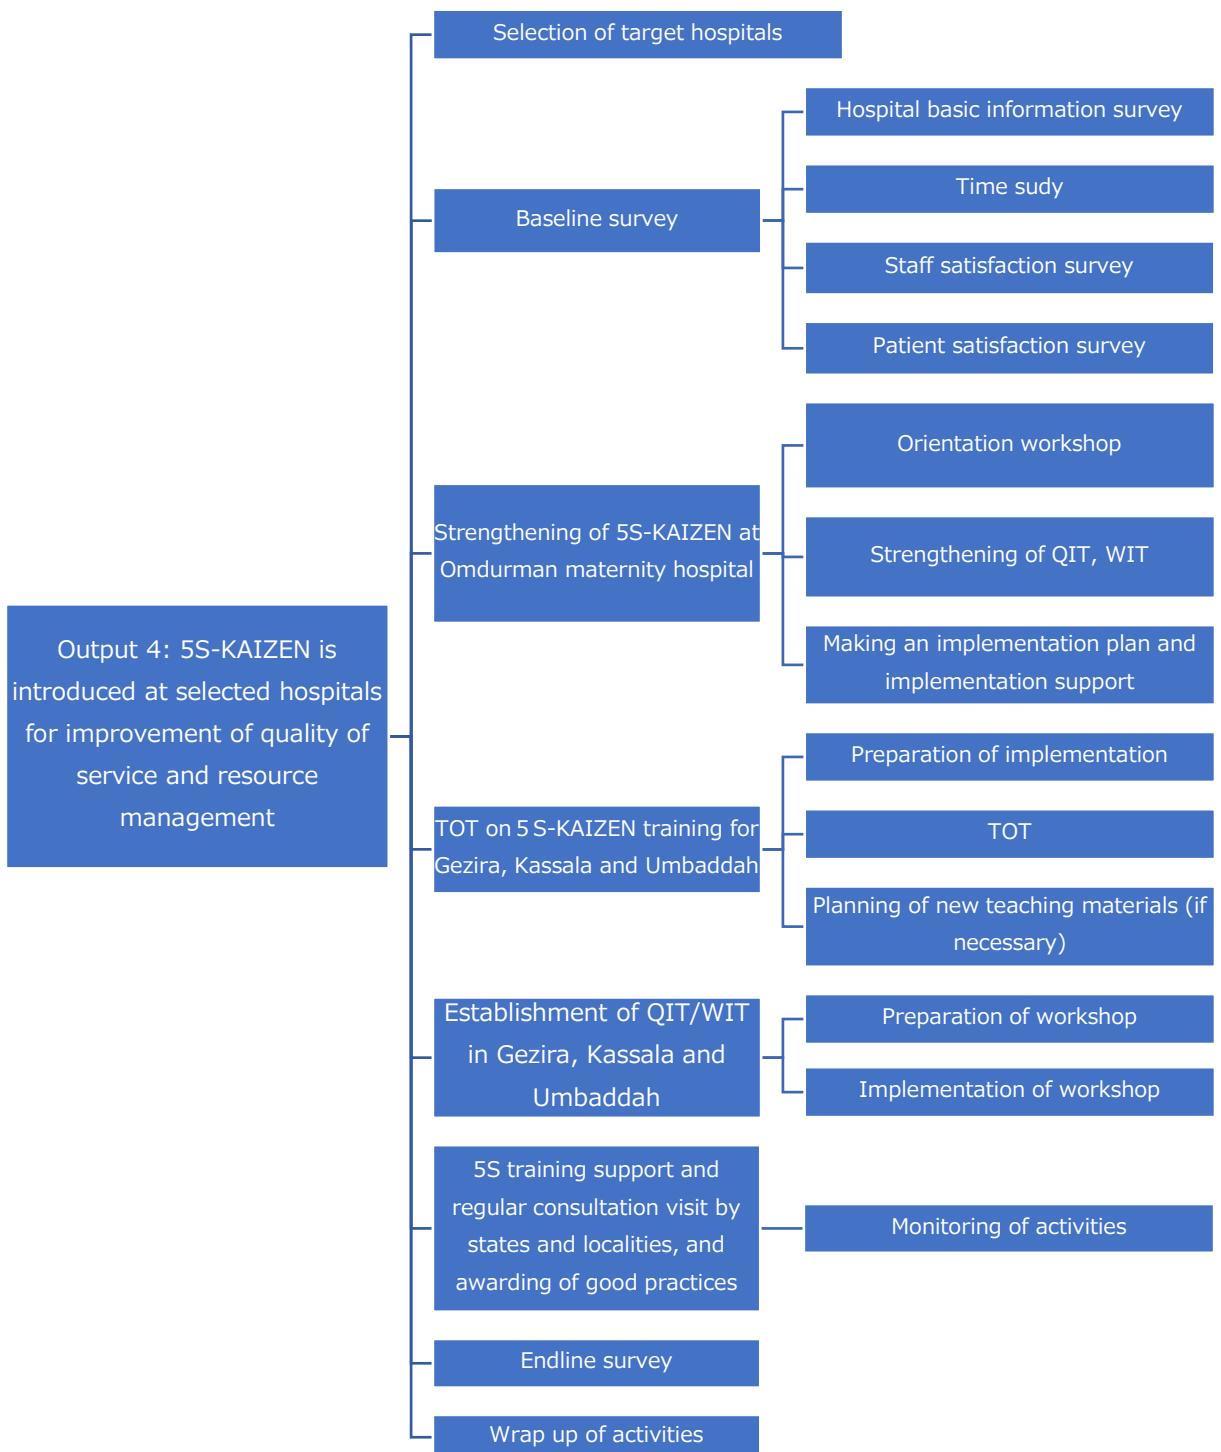 Selection of target hospitals
Hospital basic information survey
Time sudy
Baseline survey
Staff satisfaction survey
Patient satisfaction survey
Orientation workshop
Strengthening of 5S-KAIZEN at
Omdurman maternity hospital
Strengthening of QIT, WIT
Making an implementation plan and
implementation support
Output 4: 5S-KAIZEN is
introduced at selected hospitals
for improvement of quality of
service and resource
management
Preparation of implementation
TOT on 5 S-KAIZEN training for
Gezira, Kassala and Umbaddah
TOT
Planning of new teaching materials (if
necessary)
Establishment of QIT/WIT
in Gezira, Kassala and
Umbaddah
Preparation of workshop
Implementation of workshop
5S training support and
regular consultation visit by
states and localities, and
awarding of good practices
Monitoring of activities
Endline survey
Wrap up of activities